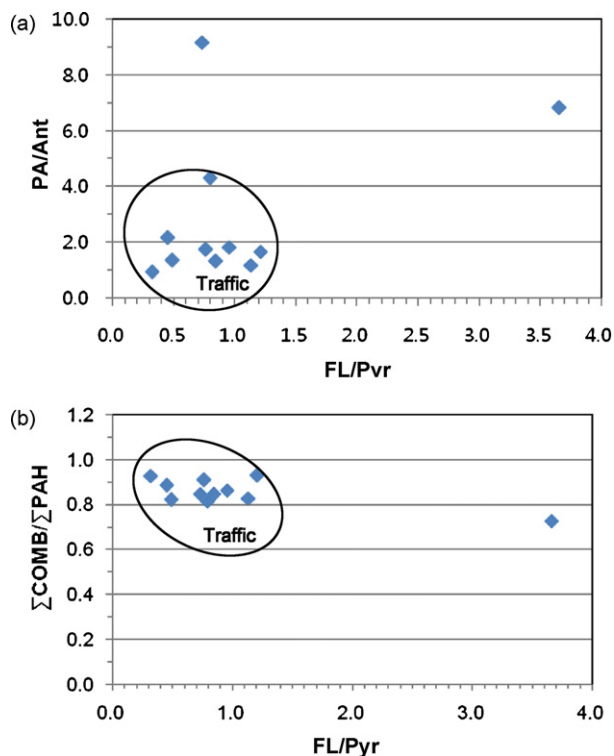 (a)
10.0
8.0
6.0
4.0
2.0
0.0
PA/Ant
Traffic
0.0 0.5 1.0 1.5 2.0 2.5 3.0 3.5 4.0
FL/Pvr
(b)
1.2
1.0
0.8
0.6
0.4
0.2
0.0
∑COMB/∑PAH
Traffic
0.0 1.0 2.0 3.0 4.0
FL/Pyr